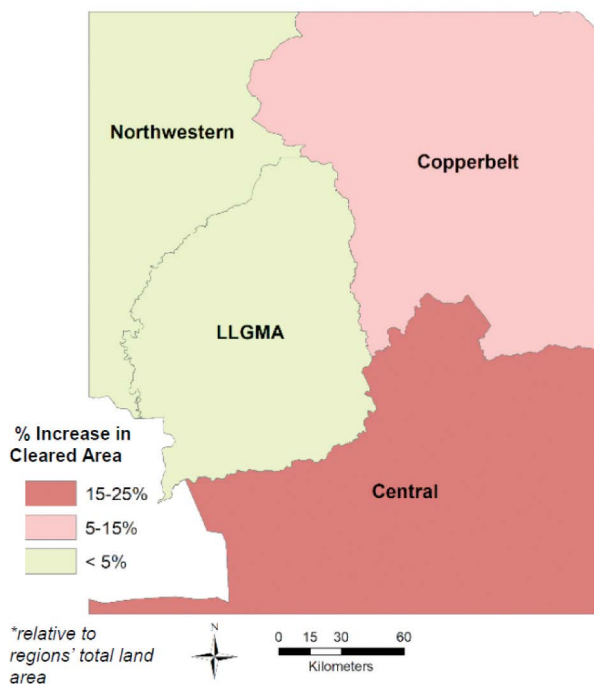 Northwestern
Copperbelt
LLGMA
Central
% Increase in
Cleared Area
15-25%
5-15%
< 5%
*relative to
regions' total land
area
N
0 15 30 60
Kilometers